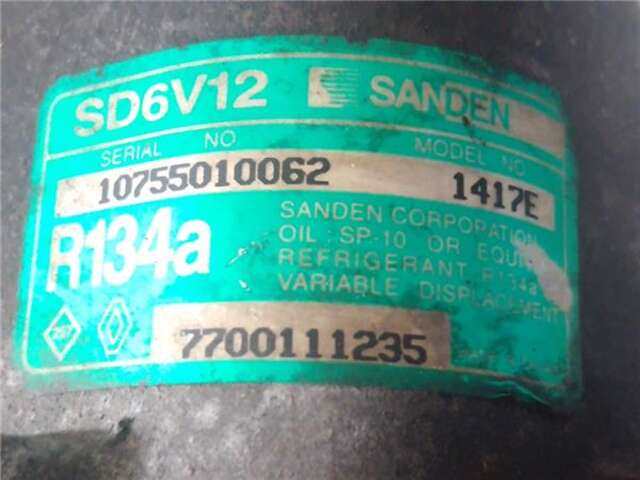 SD6V12 SANDEN
SERIAL NO MODEL NO
10755010062 1417E
R134a
SANDEN CORPORATION
OIL SP-10 OR EQUI
REFRIGERANT R134a
VARIABLE DISPLACEMENT
7700111235